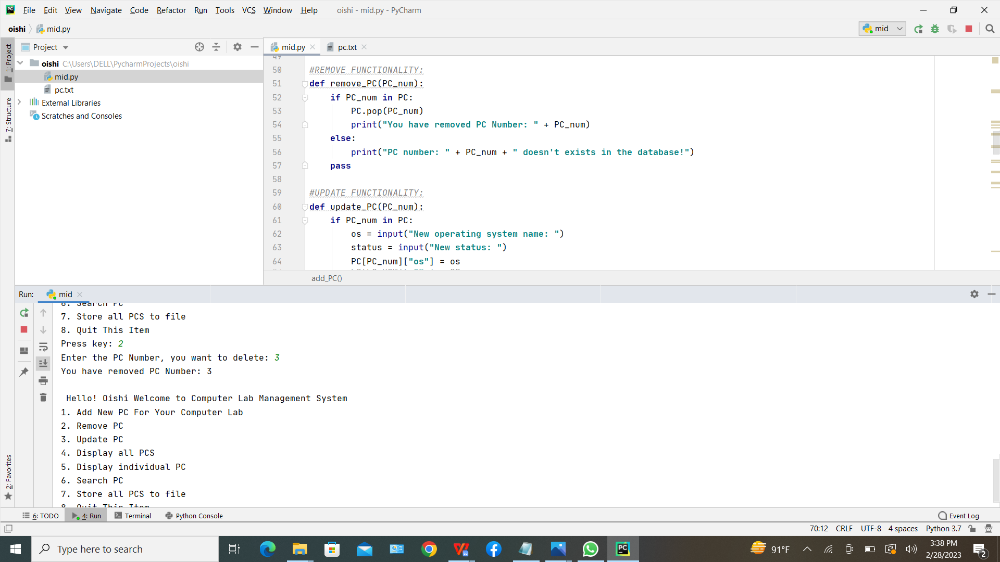 File Edit View Navigate Code Refactor Run Tools VCS Window Help oishi - mid.py - PyCharm
oishi mid.py
mid
1: Project
7: Structure
2: Favorites
Project
oishi C:\Users\DELL\PycharmProjects\oishi
mid.py
pc.txt
External Libraries
Scratches and Consoles
mid.py pc.txt
49
50 #REMOVE FUNCTIONALITY:
51 def remove_PC(PC_num):
52 if PC_num in PC:
53 PC.pop(PC_num)
54 print("You have removed PC Number: " + PC_num)
55 else:
56 print("PC number: " + PC_num + " doesn't exists in the database!")
57 pass
58
59 #UPDATE FUNCTIONALITY:
60 def update_PC(PC_num):
61 if PC_num in PC:
62 os = input("New operating system name: ")
63 status = input("New status: ")
64 PC[PC_num]["os"] = os
add_PC()
Run: mid
6. Search PC
7. Store all PCS to file
8. Quit This Item
Press key: 2
Enter the PC Number, you want to delete: 3
You have removed PC Number: 3
Hello! Oishi Welcome to Computer Lab Management System
1. Add New PC For Your Computer Lab
2. Remove PC
3. Update PC
4. Display all PCS
5. Display individual PC
6. Search PC
7. Store all PCS to file
8. Quit This Item
6: TODO 4: Run Terminal Python Console Event Log
70:12 CRLF UTF-8 4 spaces Python 3.7
Type here to search
PC
91°F
3:38 PM
2/28/2023
2